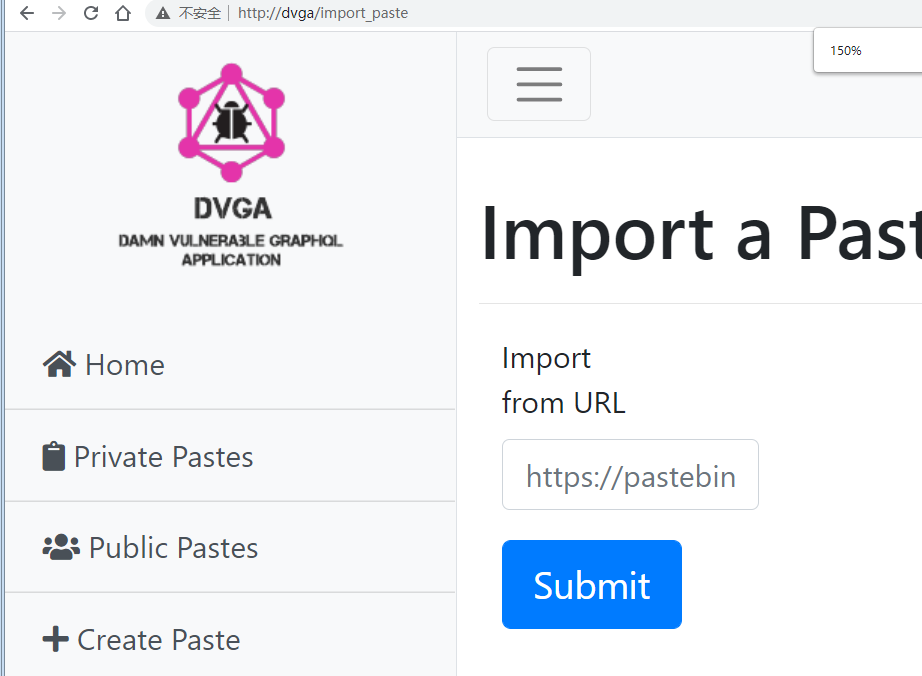 不安全 http://dvga/import_paste
150%
DVGA
DAMN VULNERABLE GRAPHQL
APPLICATION
Home
Private Pastes
Public Pastes
Create Paste
Import a Past
Import
from URL
https://pastebin
Submit